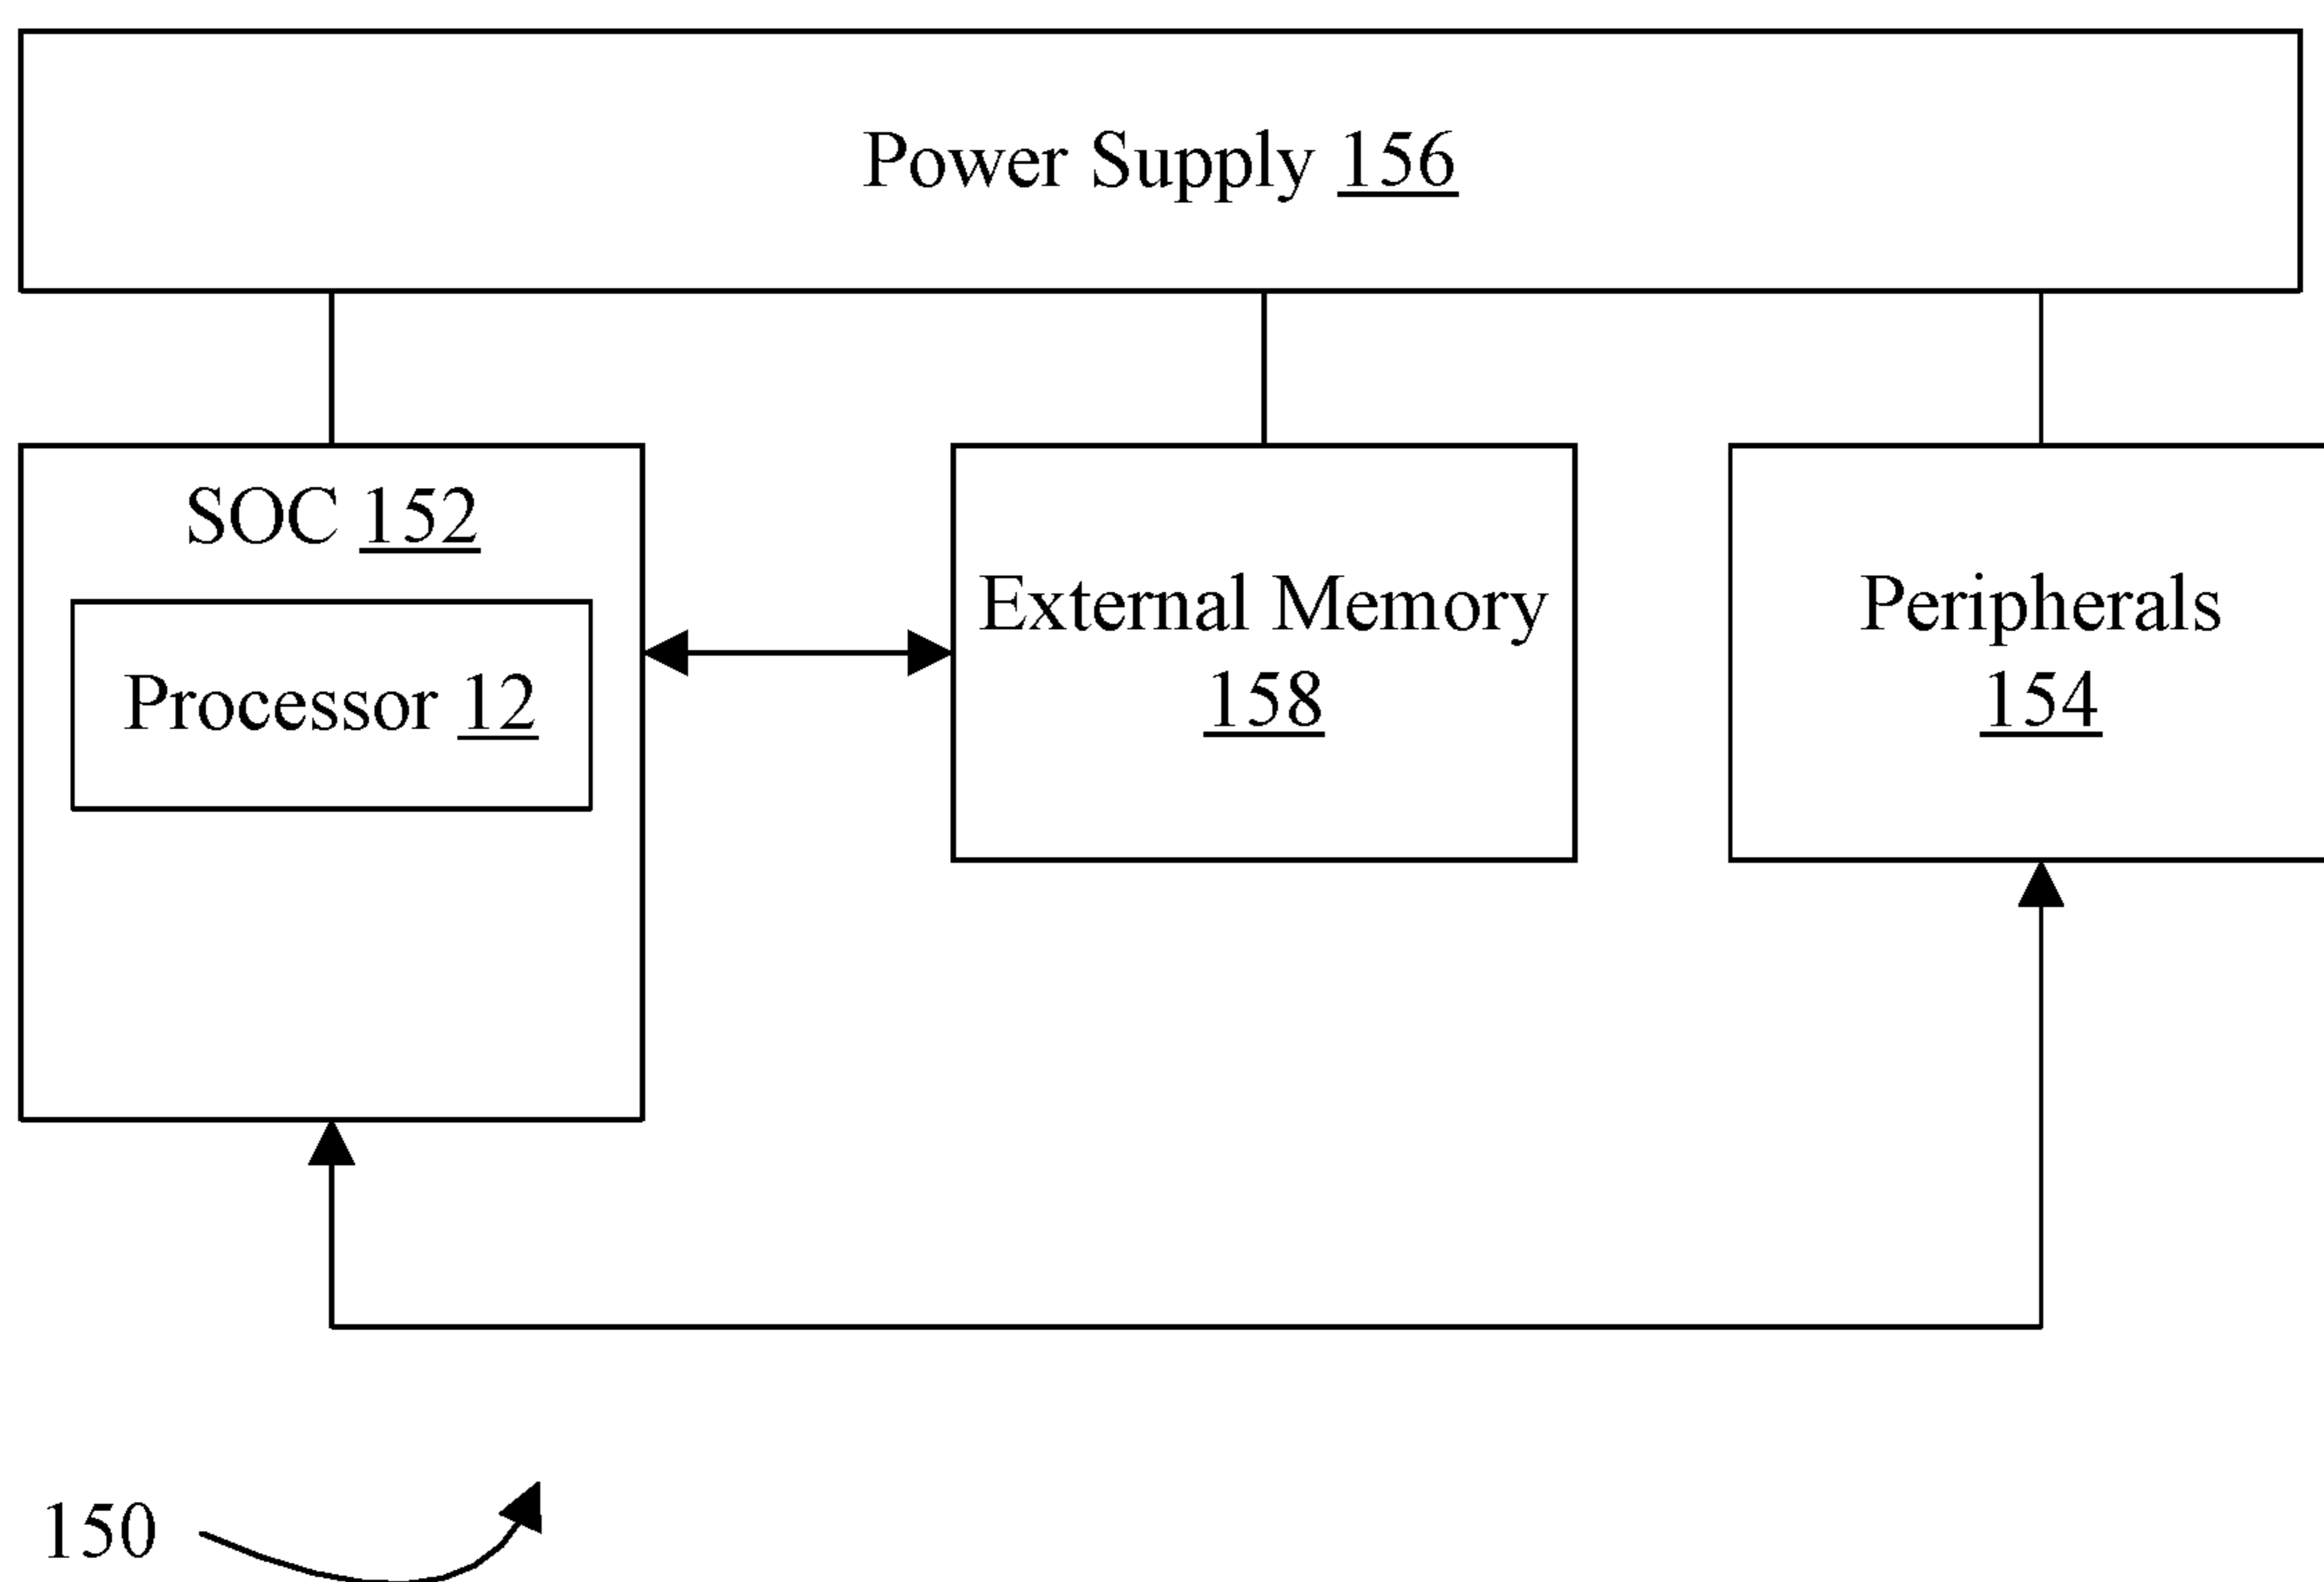 Power Supply 156
SOC 152
Processor 12
External Memory
158
Peripherals
154
150